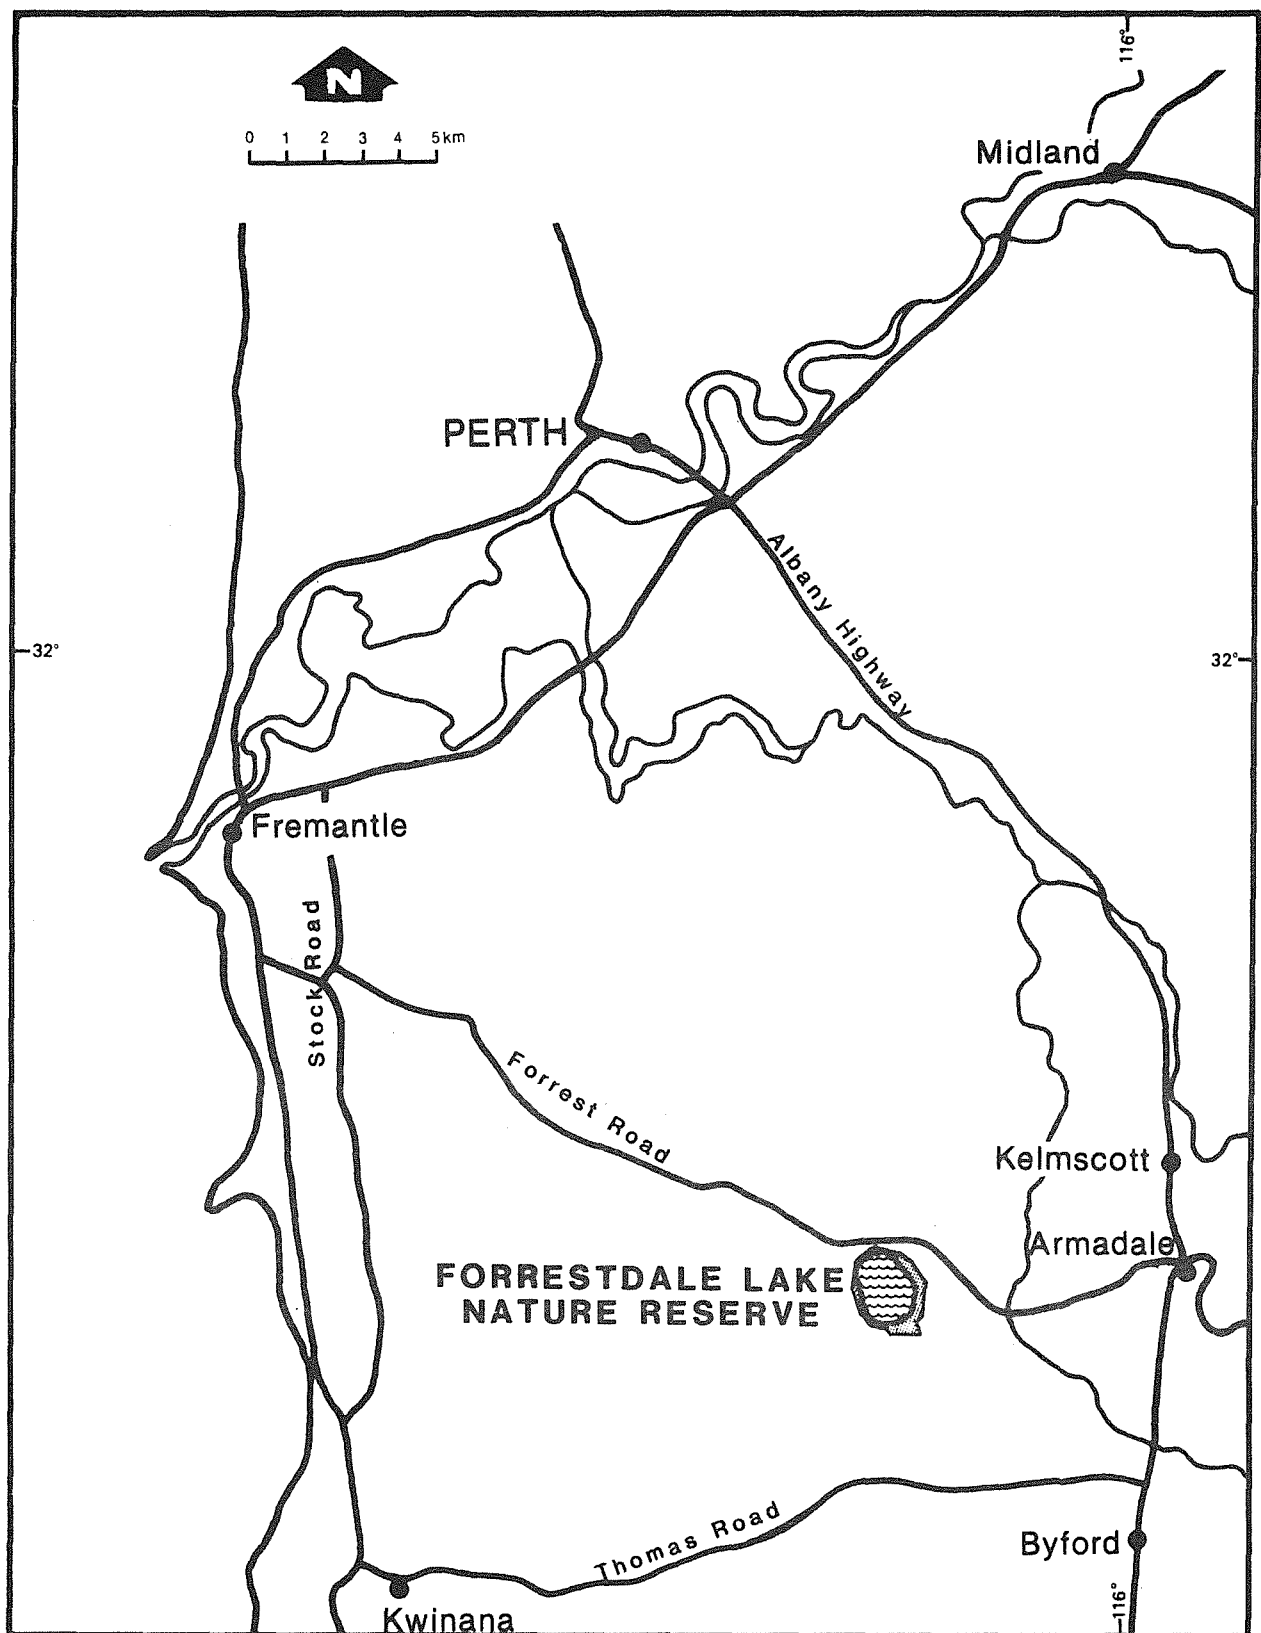 116°
N
0 1 2 3 4 5km
Midland
PERTH
Albany Highway
32°
32°
Fremantle
Stock Road
Forrest Road
Kelmscott
Armadale
FORRESTDALE LAKE
NATURE RESERVE
Thomas Road
Byford
116°
Kwinana